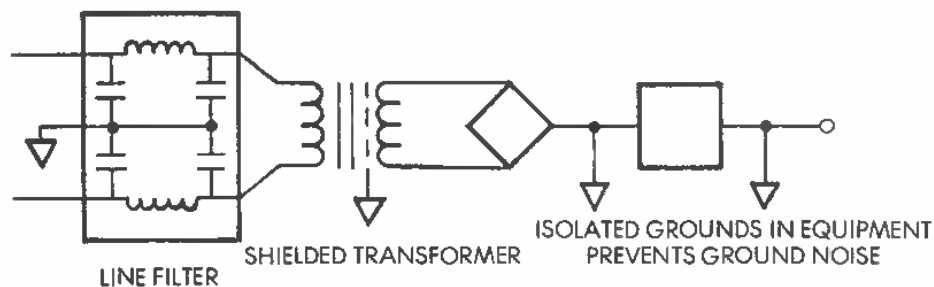 SHIELDED TRANSFORMER
ISOLATED GROUNDS IN EQUIPMENT
PREVENTS GROUND NOISE
LINE FILTER